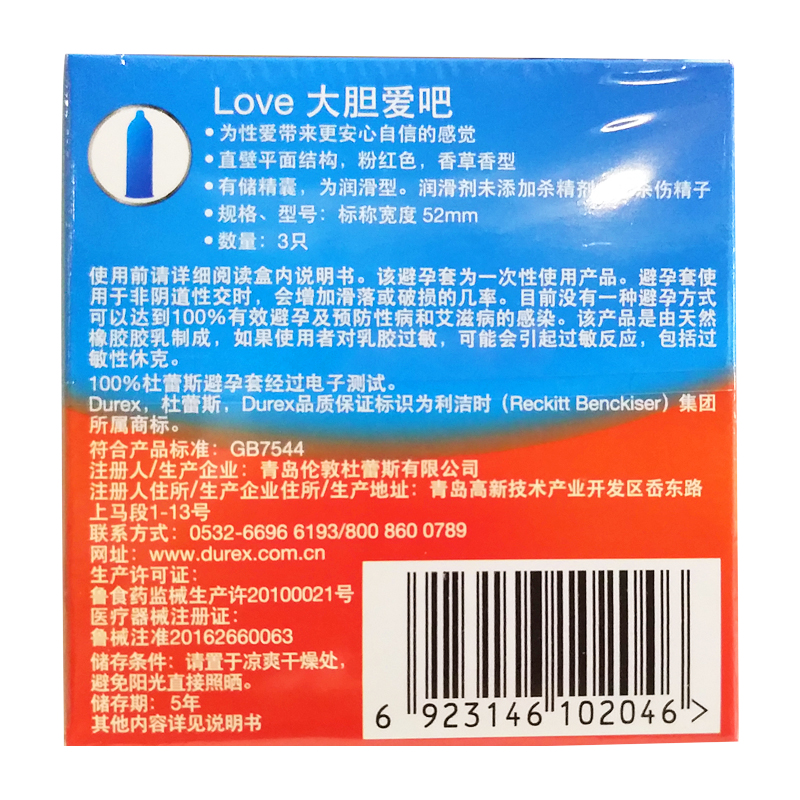 Love 大胆爱吧
•为性爱带来更安心自信的感觉
•直壁平面结构，粉红色，香草香型
•有储精囊，为润滑型。润滑剂未添加杀精剂 杀伤精子
•规格、型号：标称宽度 52mm
•数量：3只
使用前请详细阅读盒内说明书。该避孕套为一次性使用产品。避孕套使
用于非阴道性交时，会增加滑落或破损的几率。目前没有一种避孕方式
可以达到100%有效避孕及预防性病和艾滋病的感染。该产品是由天然
橡胶胶乳制成，如果使用者对乳胶过敏，可能会引起过敏反应，包括过
敏性休克。
100%杜蕾斯避孕套经过电子测试。
Durex，杜蕾斯，Durex品质保证标识为利洁时（Reckitt Benckiser）集团
所属商标。
符合产品标准：GB7544
注册人/生产企业：青岛伦敦杜蕾斯有限公司
注册人住所/生产企业住所/生产地址：青岛高新技术产业开发区岙东路
上马段1-13号
联系方式：0532-6696 6193/800 860 0789
网址：www.durex.com.cn
生产许可证：
鲁食药监械生产许20100021号
医疗器械注册证：
鲁械注准20162660063
储存条件：请置于凉爽干燥处，
避免阳光直接照晒。
储存期：5年
其他内容详见说明书
6 923146 102046 >